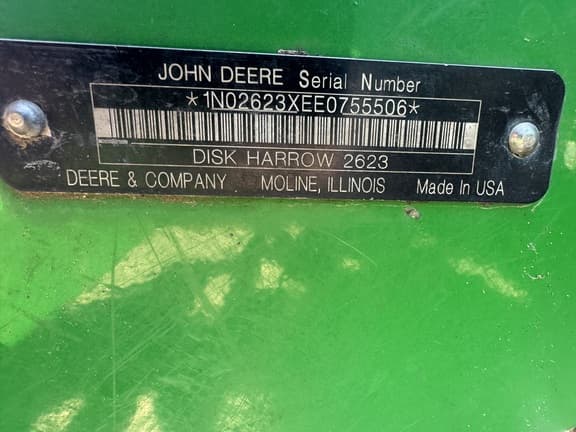 JOHN DEERE Serial Number
*1N02623XEE0755506*
DISK HARROW 2623
DEERE & COMPANY MOLINE, ILLINOIS Made In USA